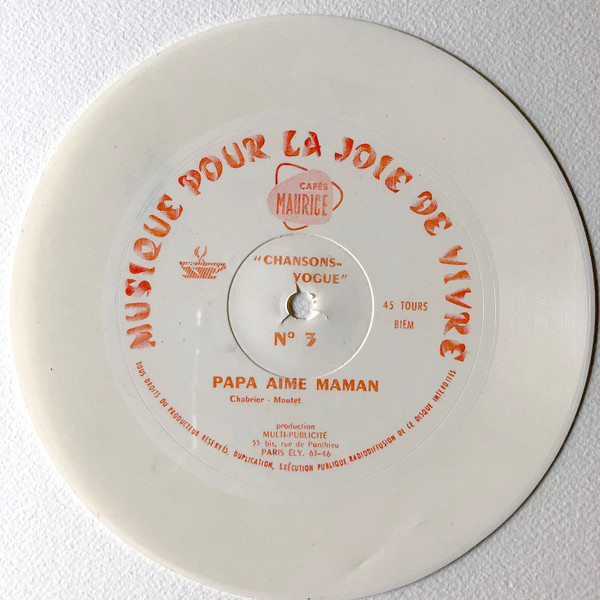 MUSIQUE POUR LA JOIE DE VIVRE
CAFÉS
MAURICE
"CHANSONS-
VOGUE"
45 TOURS
BIEM
Nº 3
PAPA AIME MAMAN
Chabrier - Moutet
production
MULTI-PUBLICITÉ
55 bis, rue de Ponthieu
PARIS ÉLY. 63-46
TOUS DROITS DU PRODUCTEUR RÉSERVÉS, DUPLICATION, EXÉCUTION PUBLIQUE, RADIODIFFUSION DE CE DISQUE INTERDITES